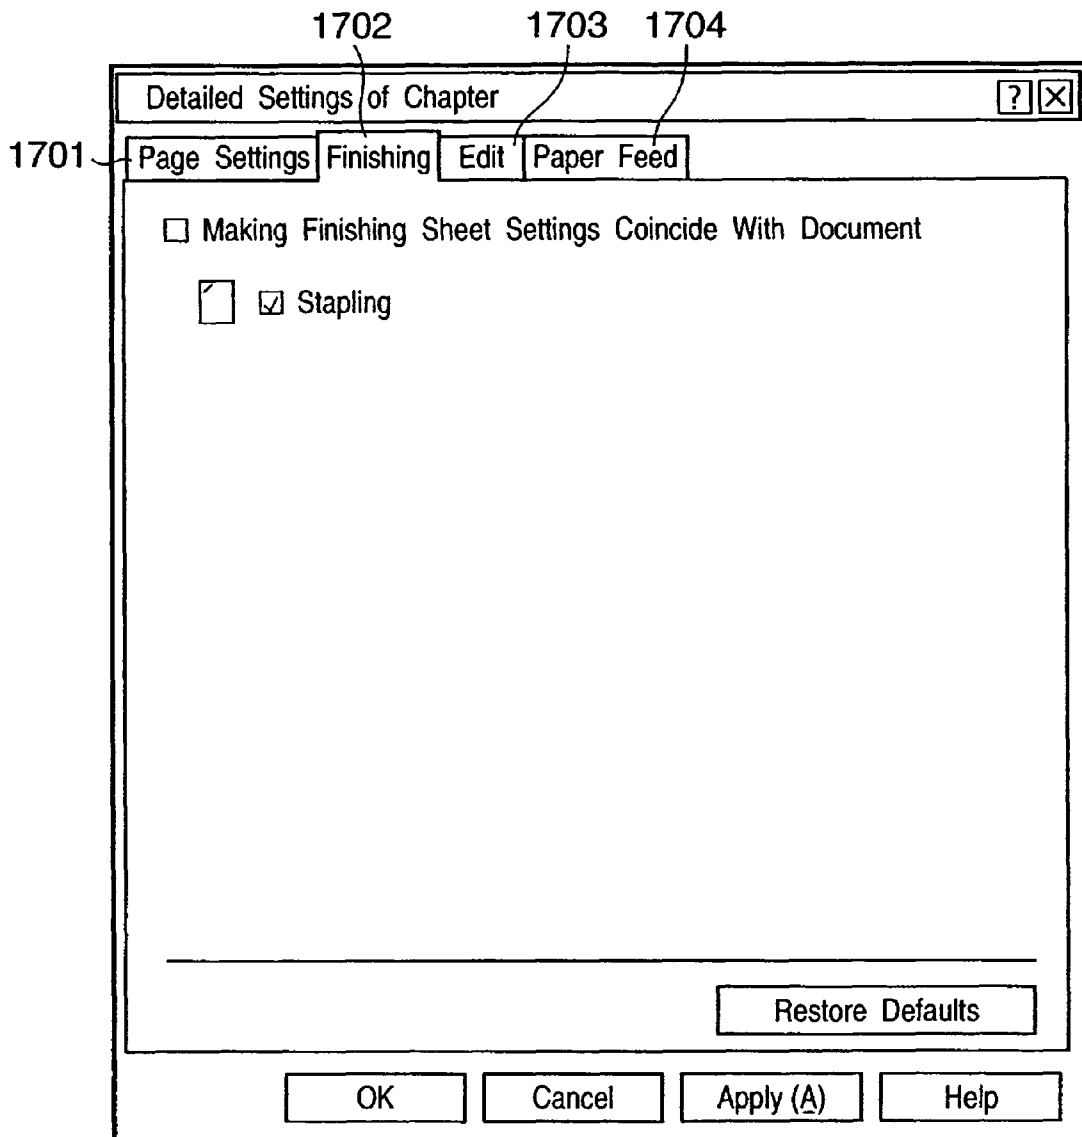 1702 1703 1704
Detailed Settings of Chapter ?
1701 Page Settings Finishing Edit Paper Feed
Making Finishing Sheet Settings Coincide With Document
Stapling
Restore Defaults
OK Cancel Apply (A) Help